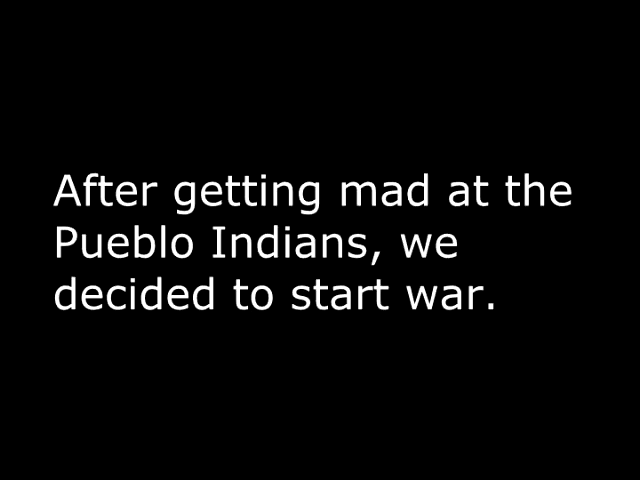 After getting mad at the
Pueblo Indians, we
decided to start war.